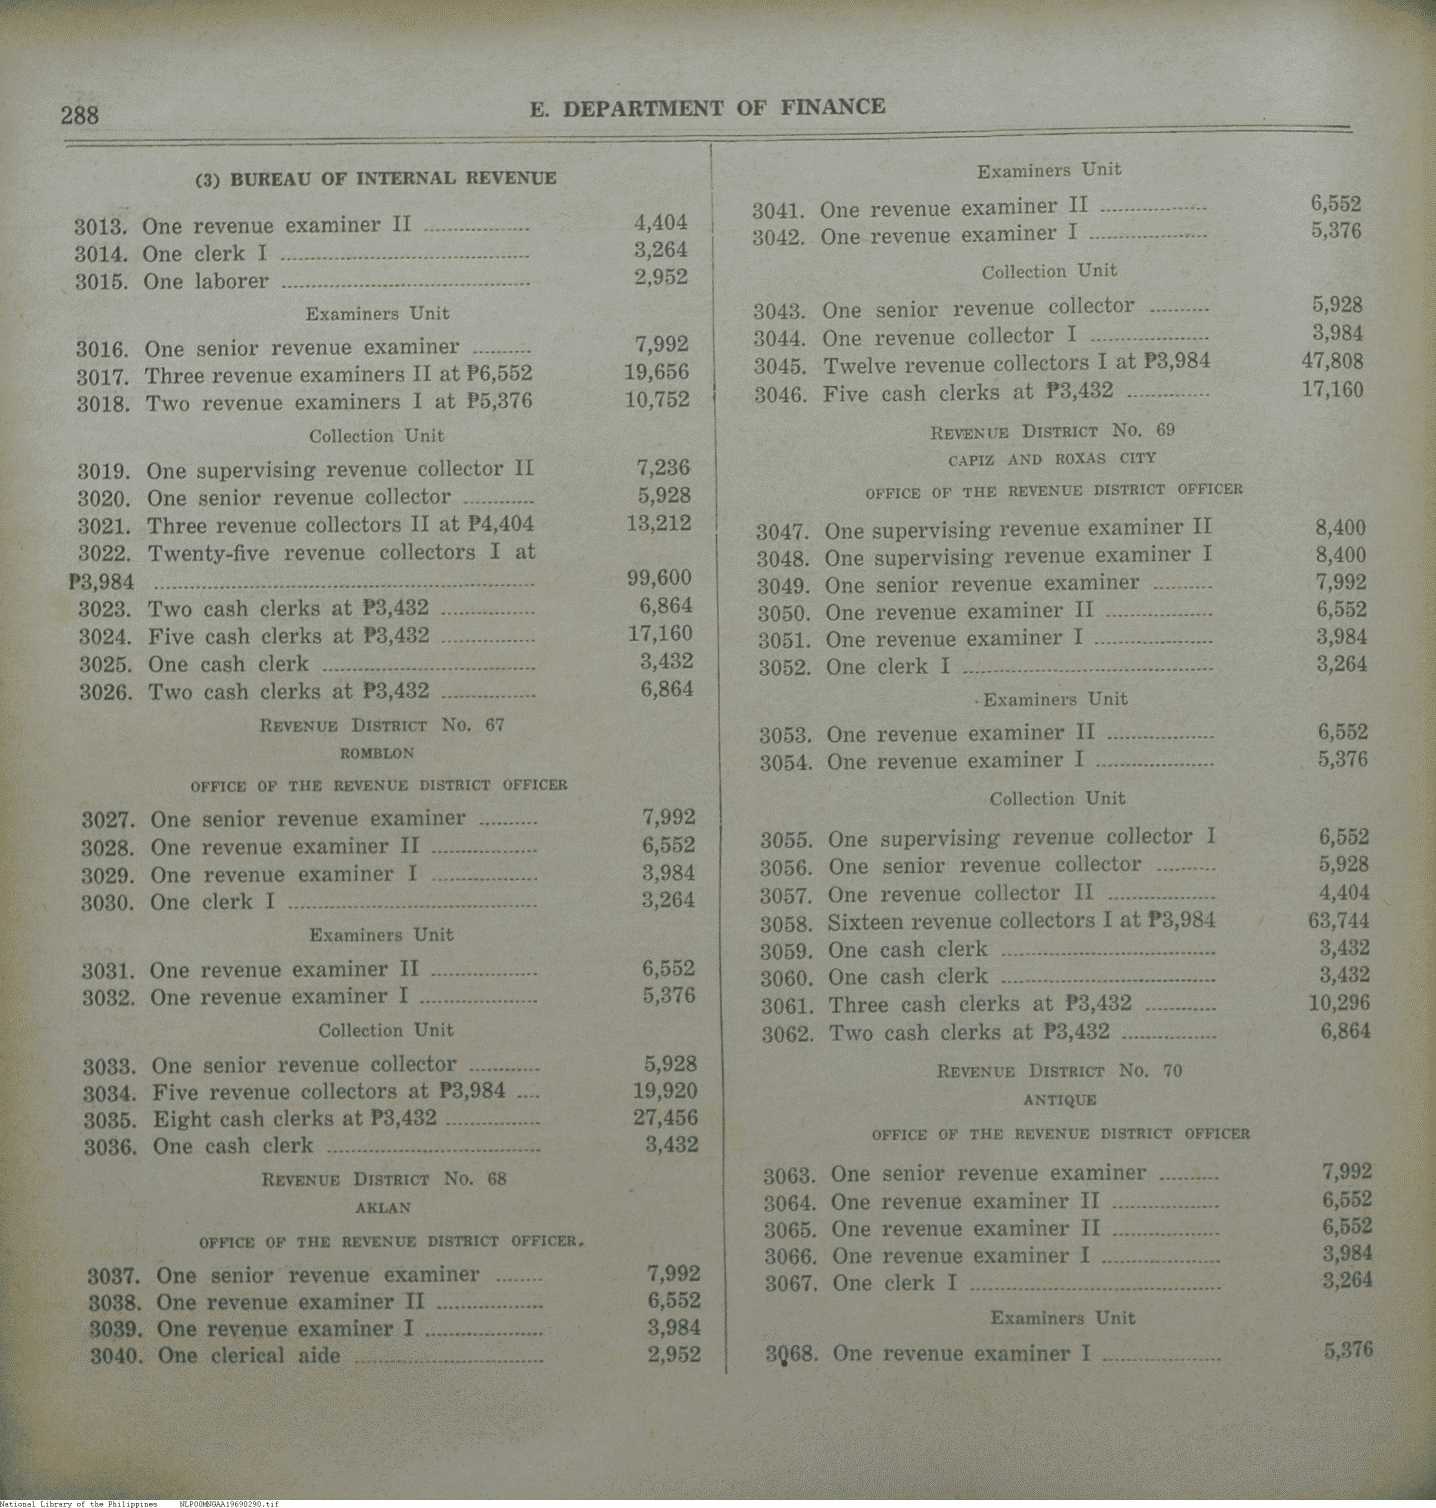 288
E. DEPARTMENT OF FINANCE
(3) BUREAU OF INTERNAL REVENUE
3013. One revenue examiner II .................. 4,404
3014. One clerk I .......................................... 3,264
3015. One laborer .......................................... 2,952
Examiners Unit
3016. One senior revenue examiner .......... 7,992
3017. Three revenue examiners II at ₱6,552 19,656
3018. Two revenue examiners I at ₱5,376 10,752
Collection Unit
3019. One supervising revenue collector II 7,236
3020. One senior revenue collector ............ 5,928
3021. Three revenue collectors II at ₱4,404 13,212
3022. Twenty-five revenue collectors I at
₱3,984 ................................................................ 99,600
3023. Two cash clerks at ₱3,432 ................ 6,864
3024. Five cash clerks at ₱3,432 ................ 17,160
3025. One cash clerk .................................... 3,432
3026. Two cash clerks at ₱3,432 ................ 6,864
REVENUE DISTRICT No. 67
ROMBLON
OFFICE OF THE REVENUE DISTRICT OFFICER
3027. One senior revenue examiner .......... 7,992
3028. One revenue examiner II .................. 6,552
3029. One revenue examiner I .................. 3,984
3030. One clerk I .......................................... 3,264
Examiners Unit
3031. One revenue examiner II .................. 6,552
3032. One revenue examiner I .................... 5,376
Collection Unit
3033. One senior revenue collector ............ 5,928
3034. Five revenue collectors at ₱3,984 .... 19,920
3035. Eight cash clerks at ₱3,432 ................ 27,456
3036. One cash clerk .................................... 3,432
REVENUE DISTRICT No. 68
AKLAN
OFFICE OF THE REVENUE DISTRICT OFFICER.
3037. One senior revenue examiner ........ 7,992
3038. One revenue examiner II .................. 6,552
3039. One revenue examiner I .................... 3,984
3040. One clerical aide ................................ 2,952
Examiners Unit
3041. One revenue examiner II .................. 6,552
3042. One revenue examiner I .................... 5,376
Collection Unit
3043. One senior revenue collector .......... 5,928
3044. One revenue collector I .................... 3,984
3045. Twelve revenue collectors I at ₱3,984 47,808
3046. Five cash clerks at ₱3,432 .............. 17,160
REVENUE DISTRICT No. 69
CAPIZ AND ROXAS CITY
OFFICE OF THE REVENUE DISTRICT OFFICER
3047. One supervising revenue examiner II 8,400
3048. One supervising revenue examiner I 8,400
3049. One senior revenue examiner .......... 7,992
3050. One revenue examiner II .................. 6,552
3051. One revenue examiner I .................... 3,984
3052. One clerk I .......................................... 3,264
Examiners Unit
3053. One revenue examiner II .................. 6,552
3054. One revenue examiner I .................... 5,376
Collection Unit
3055. One supervising revenue collector I 6,552
3056. One senior revenue collector .......... 5,928
3057. One revenue collector II .................. 4,404
3058. Sixteen revenue collectors I at ₱3,984 63,744
3059. One cash clerk .................................... 3,432
3060. One cash clerk .................................... 3,432
3061. Three cash clerks at ₱3,432 ............ 10,296
3062. Two cash clerks at ₱3,432 ................ 6,864
REVENUE DISTRICT No. 70
ANTIQUE
OFFICE OF THE REVENUE DISTRICT OFFICER
3063. One senior revenue examiner .......... 7,992
3064. One revenue examiner II .................. 6,552
3065. One revenue examiner II .................. 6,552
3066. One revenue examiner I .................... 3,984
3067. One clerk I .......................................... 3,264
Examiners Unit
3068. One revenue examiner I .................... 5,376
National Library of the Philippines NLP00MNGAA19690290.tif